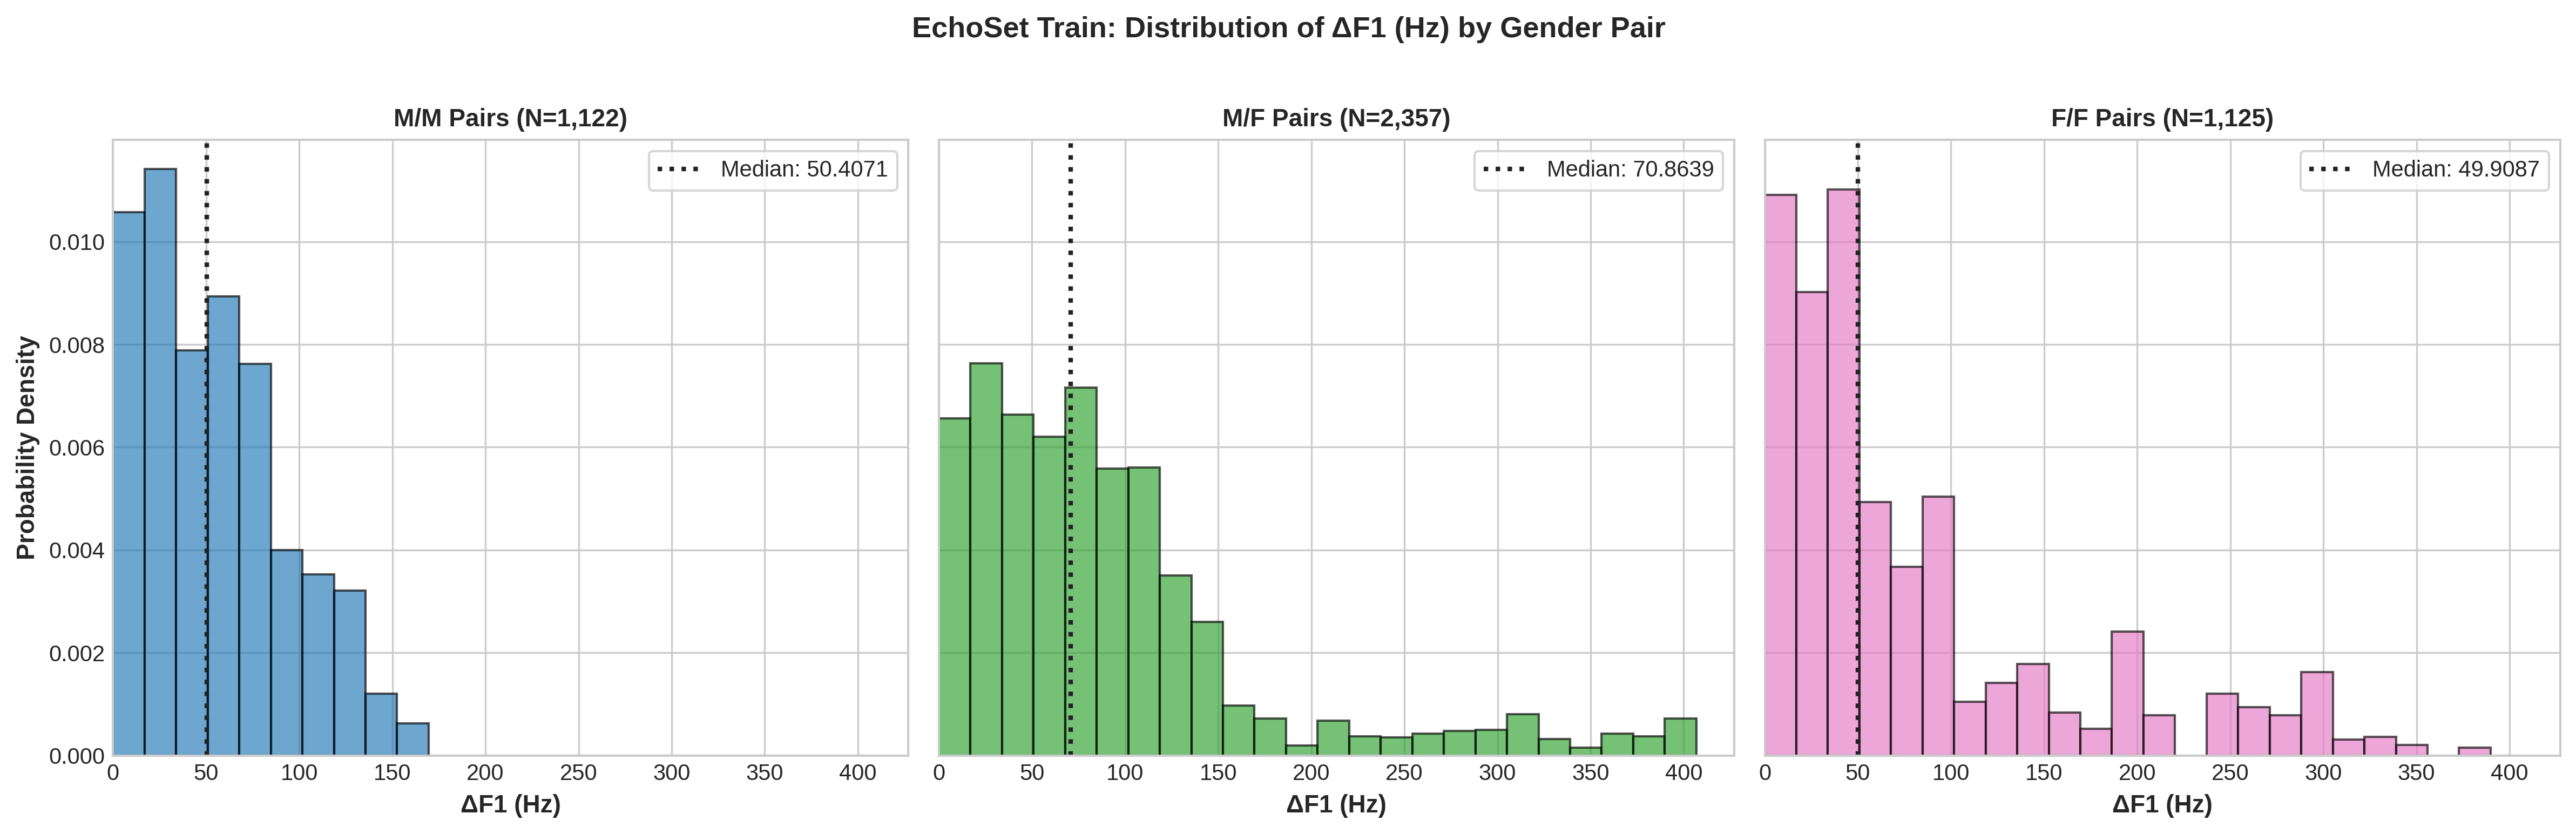 EchoSet Train: Distribution of ΔF1 (Hz) by Gender Pair
M/M Pairs (N=1,122)
Median: 50.4071
Probability Density
0.010
0.008
0.006
0.004
0.002
0.000
0 50 100 150 200 250 300 350 400
ΔF1 (Hz)
M/F Pairs (N=2,357)
Median: 70.8639
0 50 100 150 200 250 300 350 400
ΔF1 (Hz)
F/F Pairs (N=1,125)
Median: 49.9087
0 50 100 150 200 250 300 350 400
ΔF1 (Hz)